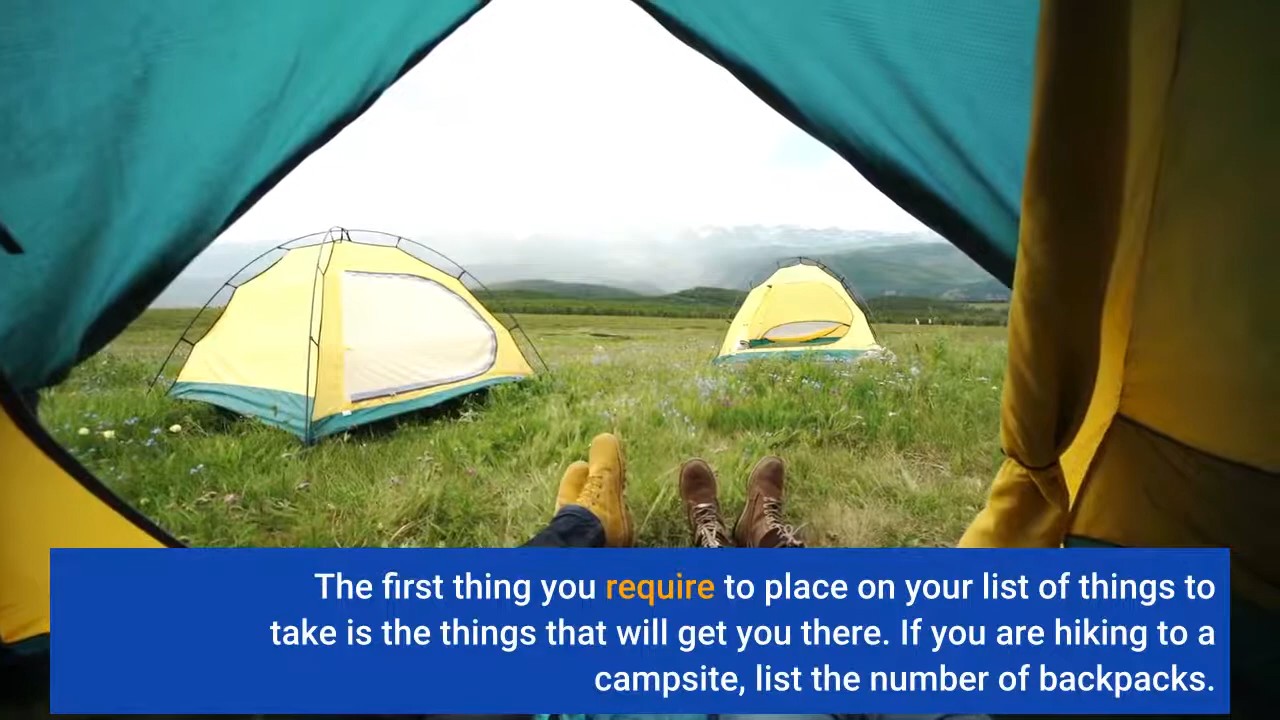 The first thing you require to place on your list of things to
take is the things that will get you there. If you are hiking to a
campsite, list the number of backpacks.